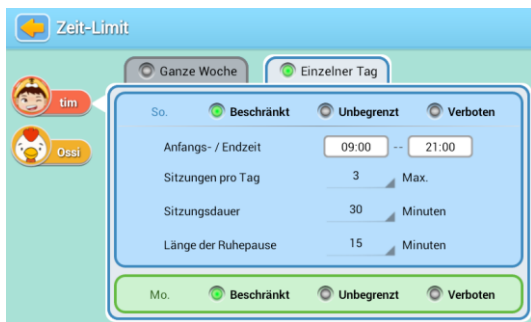 Zeit-Limit
Ganze Woche Einzelner Tag
tim
Ossi
So. Beschränkt Unbegrenzt Verboten
Anfangs- / Endzeit 09:00 -- 21:00
Sitzungen pro Tag 3 Max.
Sitzungsdauer 30 Minuten
Länge der Ruhepause 15 Minuten
Mo. Beschränkt Unbegrenzt Verboten